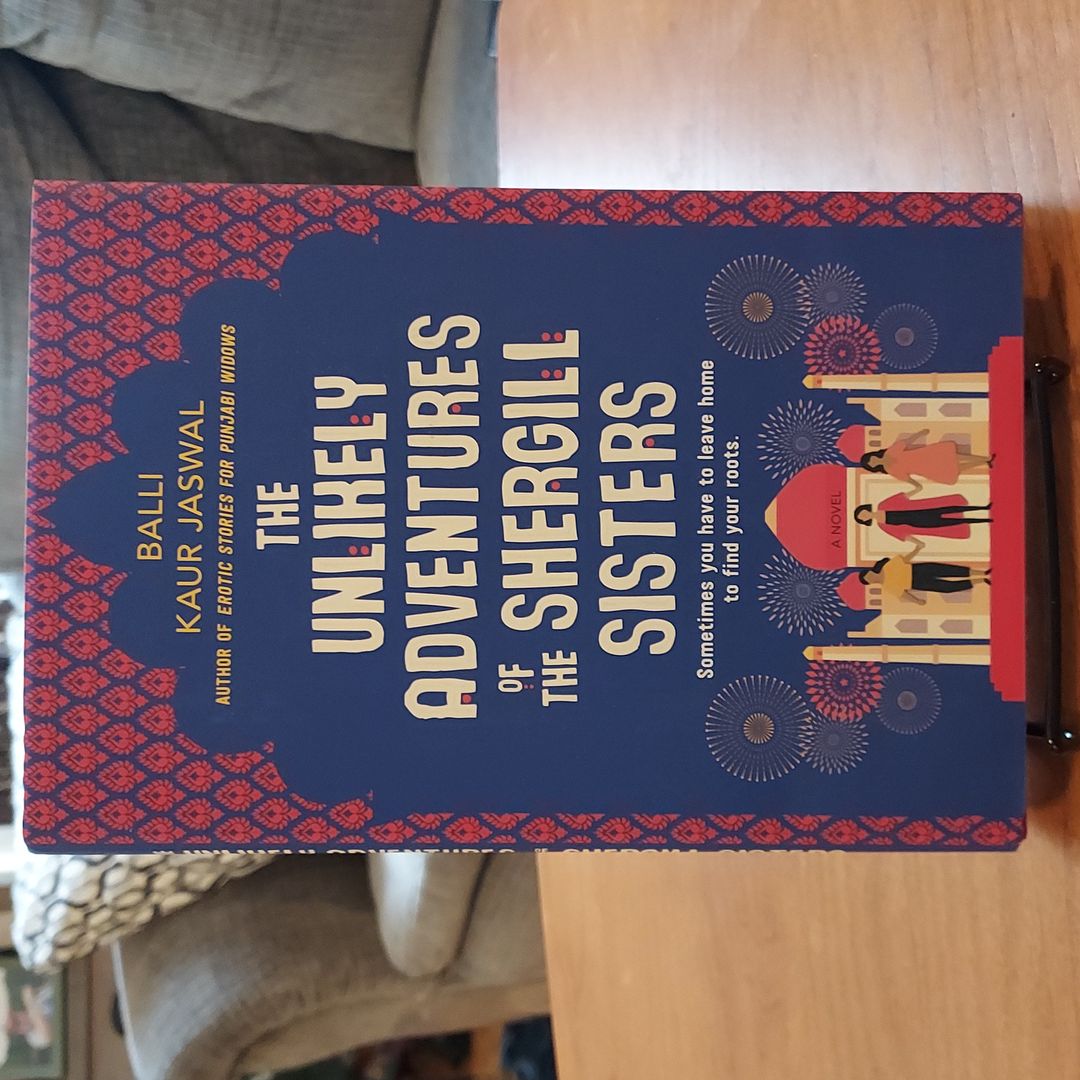 BALLI
KAUR JASWAL
AUTHOR OF EROTIC STORIES FOR PUNJABI WIDOWS
THE
UNLIKELY
ADVENTURES
OF
THE SHERGILL
SISTERS
Sometimes you have to leave home
to find your roots.
A NOVEL